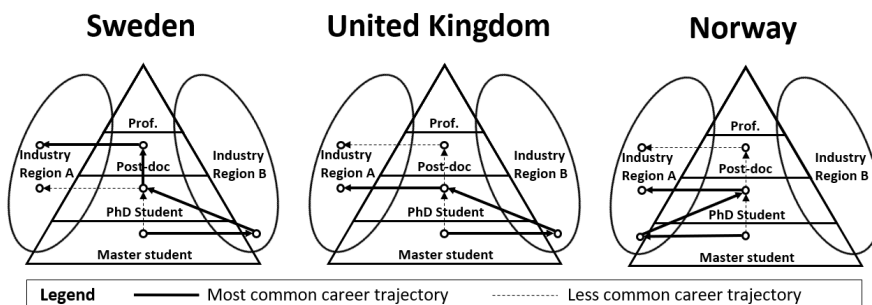 Sweden
United Kingdom
Norway
Prof.
Industry
Region A
Post-doc
Industry
Region B
PhD Student
Master student
Prof.
Industry
Region A
Post-doc
Industry
Region B
PhD Student
Master student
Prof.
Industry
Region A
Post-doc
Industry
Region B
PhD Student
Master student
Legend
Most common career trajectory
Less common career trajectory